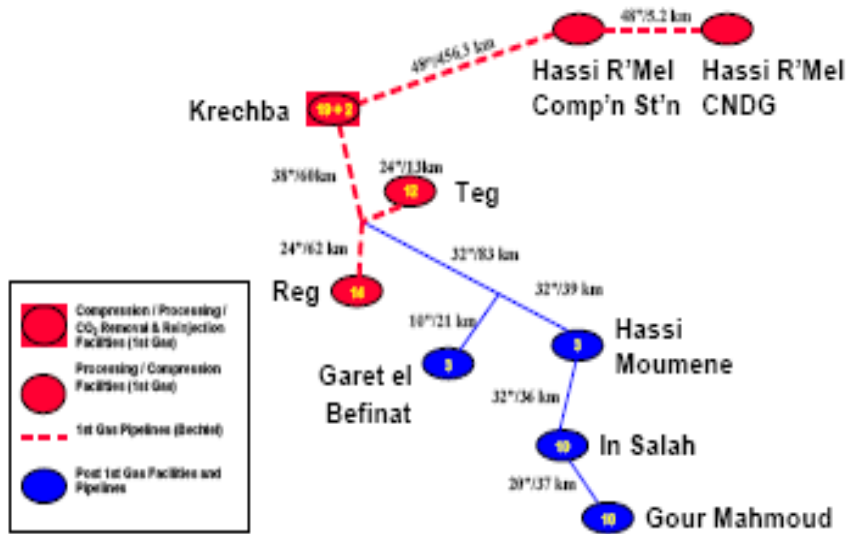 48"/5.2 km
48"/456.3 km
Hassi R'Mel
Comp'n St'n
Hassi R'Mel
CNDG
Krechba
19+2
38"/60km
24"/13km
12
Teg
24"/62 km
32"/83 km
Reg
14
32"/39 km
10"/21 km
3
Garet el
Befinat
3
Hassi
Moumene
32"/36 km
10
In Salah
20"/37 km
10
Gour Mahmoud
Compression / Processing /
CO₂ Removal & Reinjection
Facilities (1st Gas)
Processing / Compression
Facilities (1st Gas)
1st Gas Pipelines (Bechtel)
Post 1st Gas Facilities and
Pipelines